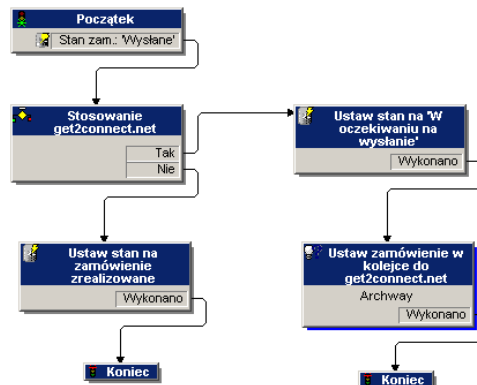 Początek
Stan zam.: 'Wysłane'
Stosowanie
get2connect.net
Tak
Nie
Ustaw stan na 'W
oczekiwaniu na
wysłanie'
Wykonano
Ustaw stan na
zamówienie
zrealizowane
Wykonano
Ustaw zamówienie w
kolejce do
get2connect.net
Archway
Wykonano
Koniec
Koniec